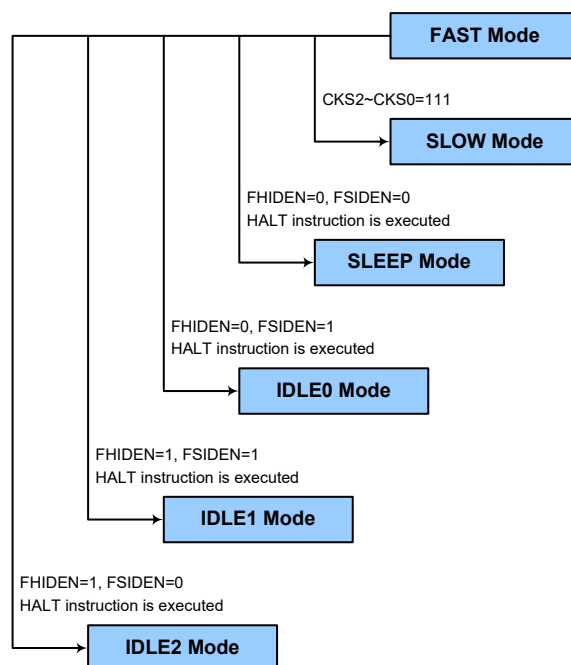 FAST Mode
CKS2~CKS0=111
SLOW Mode
FHIDEN=0, FSIDEN=0
HALT instruction is executed
SLEEP Mode
FHIDEN=0, FSIDEN=1
HALT instruction is executed
IDLE0 Mode
FHIDEN=1, FSIDEN=1
HALT instruction is executed
IDLE1 Mode
FHIDEN=1, FSIDEN=0
HALT instruction is executed
IDLE2 Mode